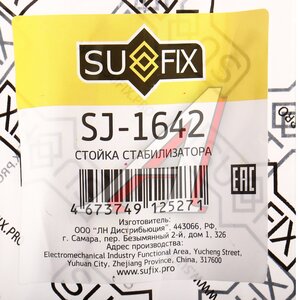 SUFIX
SJ-1642
СТОЙКА СТАБИЛИЗАТОРА
4 673749 125271
EAC
Изготовитель:
ООО "ЛН Дистрибьюция", 443066, РФ,
г. Самара, пер. Безымянный 2-й, дом 1, 326
Адрес производства:
Electromechanical Industry Functional Area, Yucheng Street,
Yuhuan City, Zhejiang Province, China, 317600
www.sufix.pro